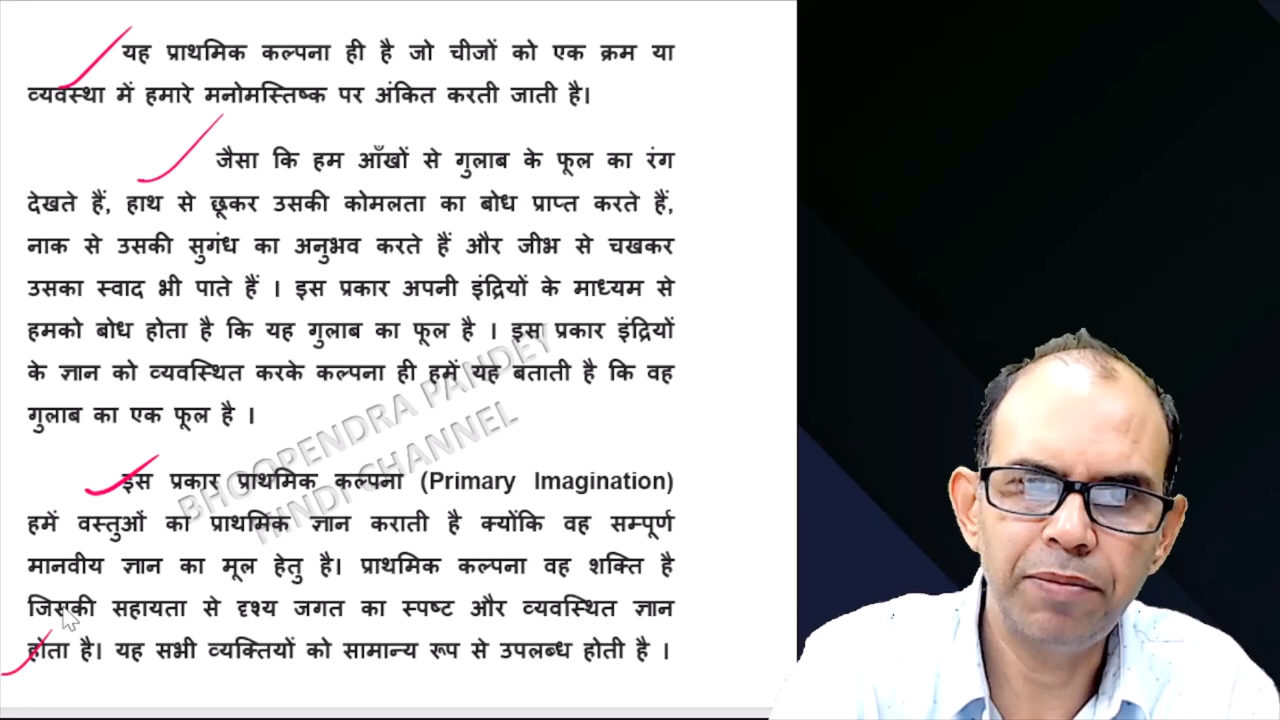 यह प्राथमिक कल्पना ही है जो चीजों को एक क्रम या
व्यवस्था में हमारे मनोमस्तिष्क पर अंकित करती जाती है।
जैसा कि हम आँखों से गुलाब के फूल का रंग
देखते हैं, हाथ से छूकर उसकी कोमलता का बोध प्राप्त करते हैं,
नाक से उसकी सुगंध का अनुभव करते हैं और जीभ से चखकर
उसका स्वाद भी पाते हैं । इस प्रकार अपनी इंद्रियों के माध्यम से
हमको बोध होता है कि यह गुलाब का फूल है । इस प्रकार इंद्रियों
के ज्ञान को व्यवस्थित करके कल्पना ही हमें यह बताती है कि वह
गुलाब का एक फूल है ।
इस प्रकार प्राथमिक कल्पना (Primary Imagination)
हमें वस्तुओं का प्राथमिक ज्ञान कराती है क्योंकि वह सम्पूर्ण
मानवीय ज्ञान का मूल हेतु है। प्राथमिक कल्पना वह शक्ति है
जिसकी सहायता से दृश्य जगत का स्पष्ट और व्यवस्थित ज्ञान
होता है। यह सभी व्यक्तियों को सामान्य रूप से उपलब्ध होती है ।
BHOOPENDRA PANDEY
HINDI CHANNEL